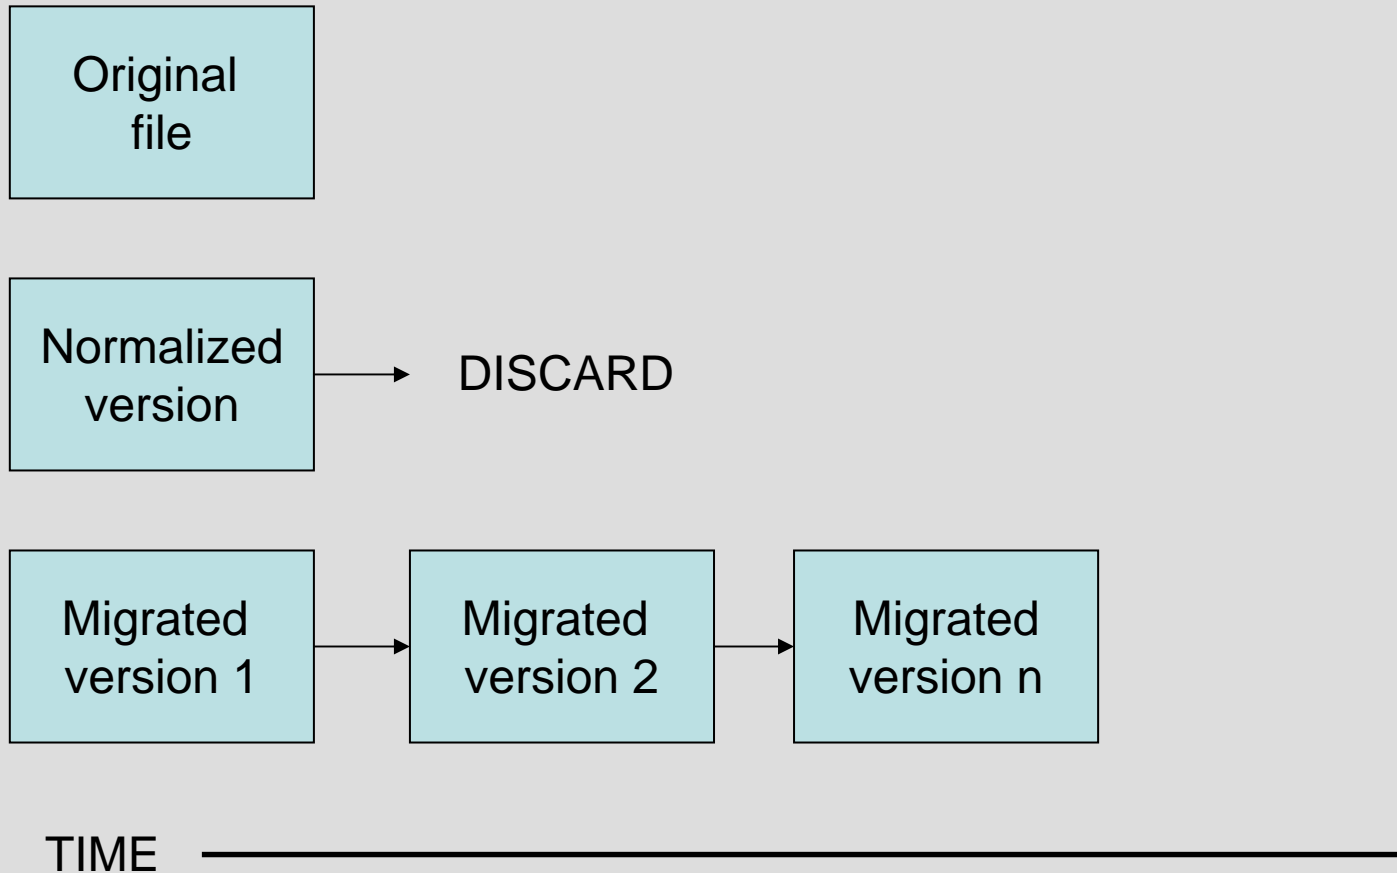 Original
file
Normalized
version
DISCARD
Migrated
version 1
Migrated
version 2
Migrated
version n
TIME